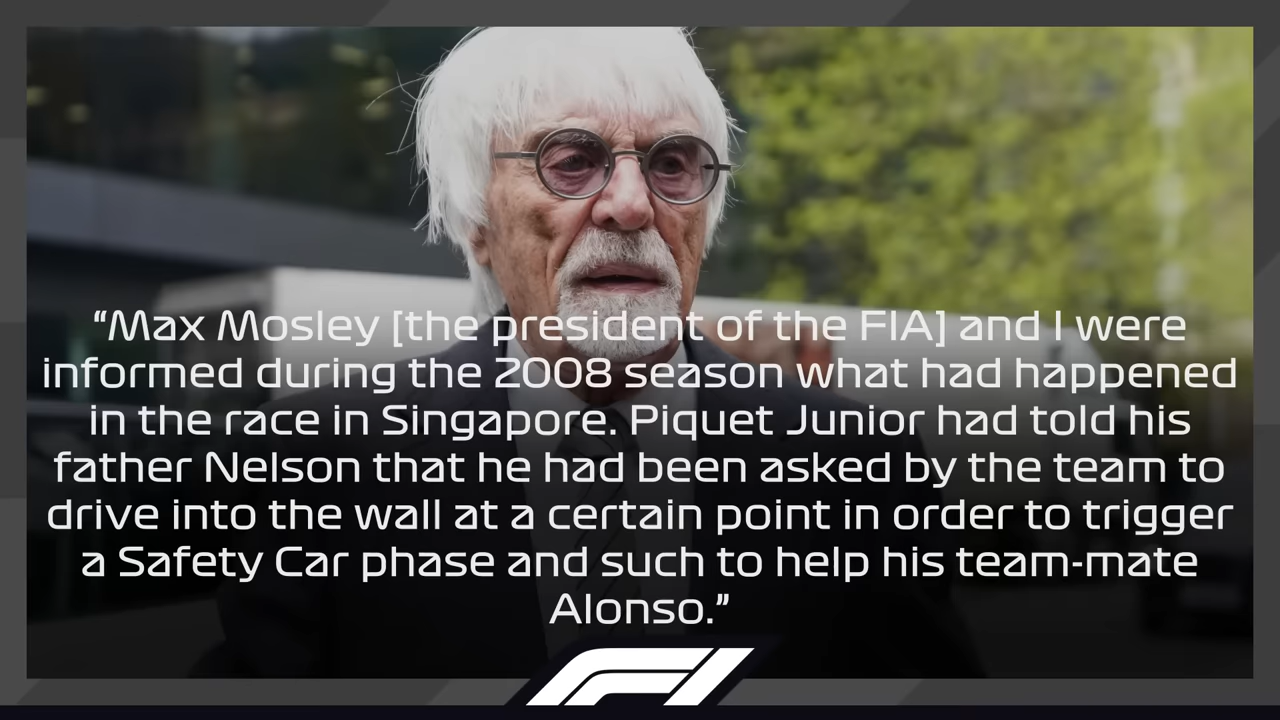 “Max Mosley [the president of the FIA] and I were
informed during the 2008 season what had happened
in the race in Singapore. Piquet Junior had told his
father Nelson that he had been asked by the team to
drive into the wall at a certain point in order to trigger
a Safety Car phase and such to help his team-mate
Alonso.”
F1